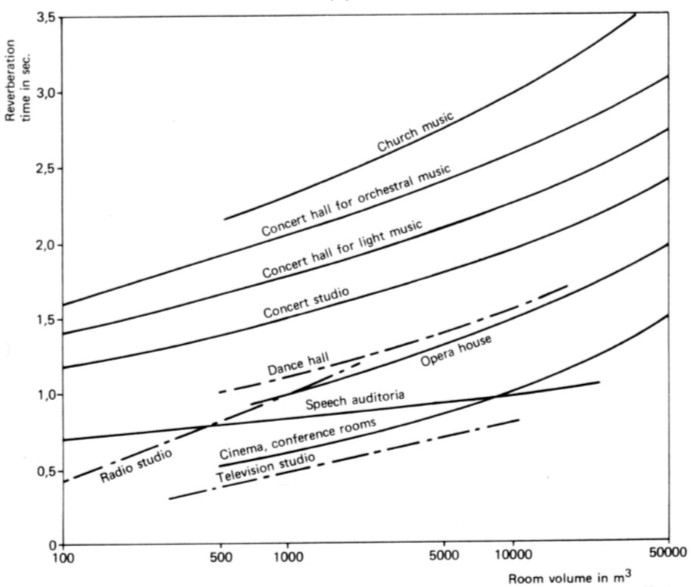 Reverberation
time in sec.
3,5
3,0
2,5
2,0
1,5
1,0
0,5
0
Church music
Concert hall for orchestral music
Concert hall for light music
Concert studio
Dance hall
Opera house
Speech auditoria
Cinema, conference rooms
Radio studio
Television studio
100
500
1000
5000
10000
50000
Room volume in m³